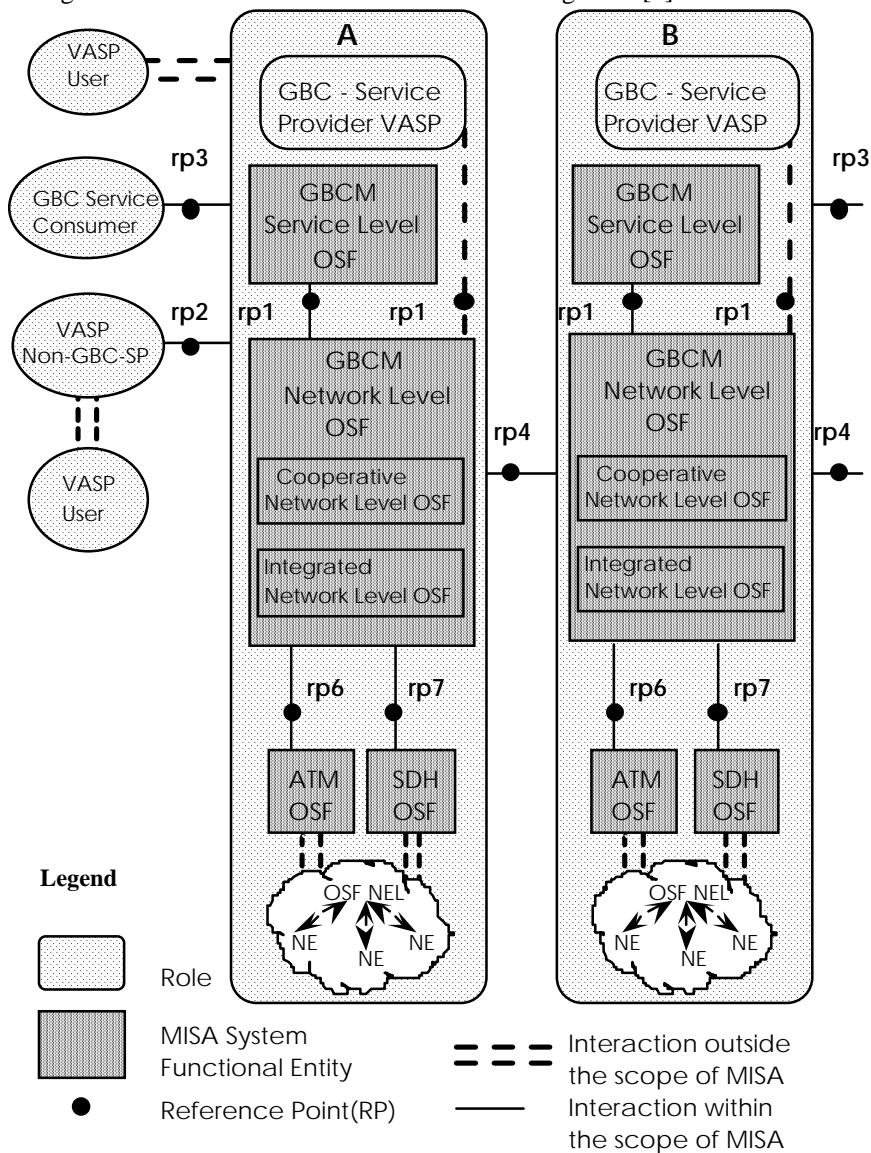 A
B
VASP
User
GBC - Service
Provider VASP
GBC - Service
Provider VASP
rp3
rp3
GBC Service
Consumer
GBCM
Service Level
OSF
GBCM
Service Level
OSF
rp2
rp1
rp1
rp1
rp1
VASP
Non-GBC-SP
GBCM
Network Level
OSF
GBCM
Network Level
OSF
rp4
rp4
VASP
User
Cooperative
Network Level OSF
Cooperative
Network Level OSF
Integrated
Network Level OSF
Integrated
Network Level OSF
rp6
rp7
rp6
rp7
ATM
OSF
SDH
OSF
ATM
OSF
SDH
OSF
Legend
OSF NEL
NE
NE
NE
OSF NEL
NE
NE
NE
Role
MISA System
Functional Entity
Reference Point(RP)
Interaction outside
the scope of MISA
Interaction within
the scope of MISA